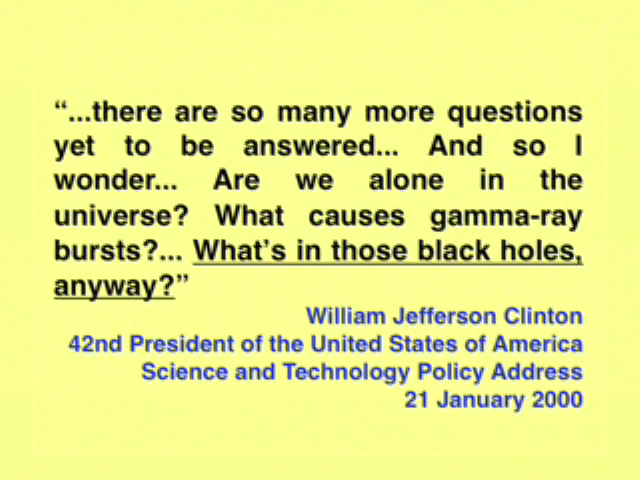 “...there are so many more questions
yet to be answered... And so I
wonder... Are we alone in the
universe? What causes gamma-ray
bursts?... What’s in those black holes,
anyway?”
William Jefferson Clinton
42nd President of the United States of America
Science and Technology Policy Address
21 January 2000